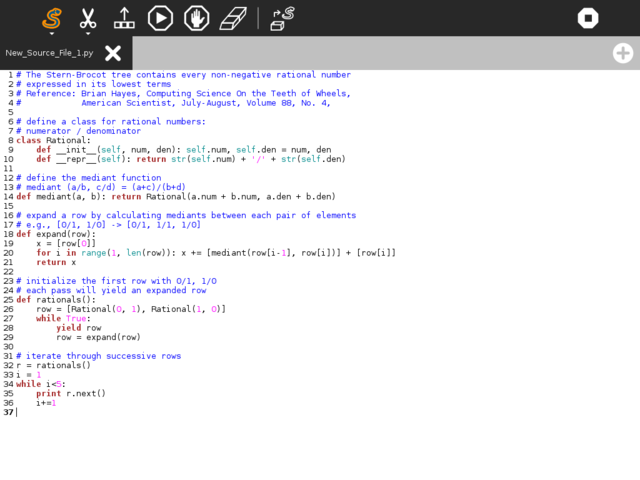 New_Source_File_1.py
1 # The Stern-Brocot tree contains every non-negative rational number
2 # expressed in its lowest terms
3 # Reference: Brian Hayes, Computing Science On the Teeth of Wheels,
4 #            American Scientist, July-August, Volume 88, No. 4,
5
6 # define a class for rational numbers:
7 # numerator / denominator
8 class Rational:
9     def __init__(self, num, den): self.num, self.den = num, den
10     def __repr__(self): return str(self.num) + '/' + str(self.den)
11
12 # define the mediant function
13 # mediant (a/b, c/d) = (a+c)/(b+d)
14 def mediant(a, b): return Rational(a.num + b.num, a.den + b.den)
15
16 # expand a row by calculating mediants between each pair of elements
17 # e.g., [0/1, 1/0] -> [0/1, 1/1, 1/0]
18 def expand(row):
19     x = [row[0]]
20     for i in range(1, len(row)): x += [mediant(row[i-1], row[i])] + [row[i]]
21     return x
22
23 # initialize the first row with 0/1, 1/0
24 # each pass will yield an expanded row
25 def rationals():
26     row = [Rational(0, 1), Rational(1, 0)]
27     while True:
28         yield row
29         row = expand(row)
30
31 # iterate through successive rows
32 r = rationals()
33 i = 1
34 while i<5:
35     print r.next()
36     i+=1
37